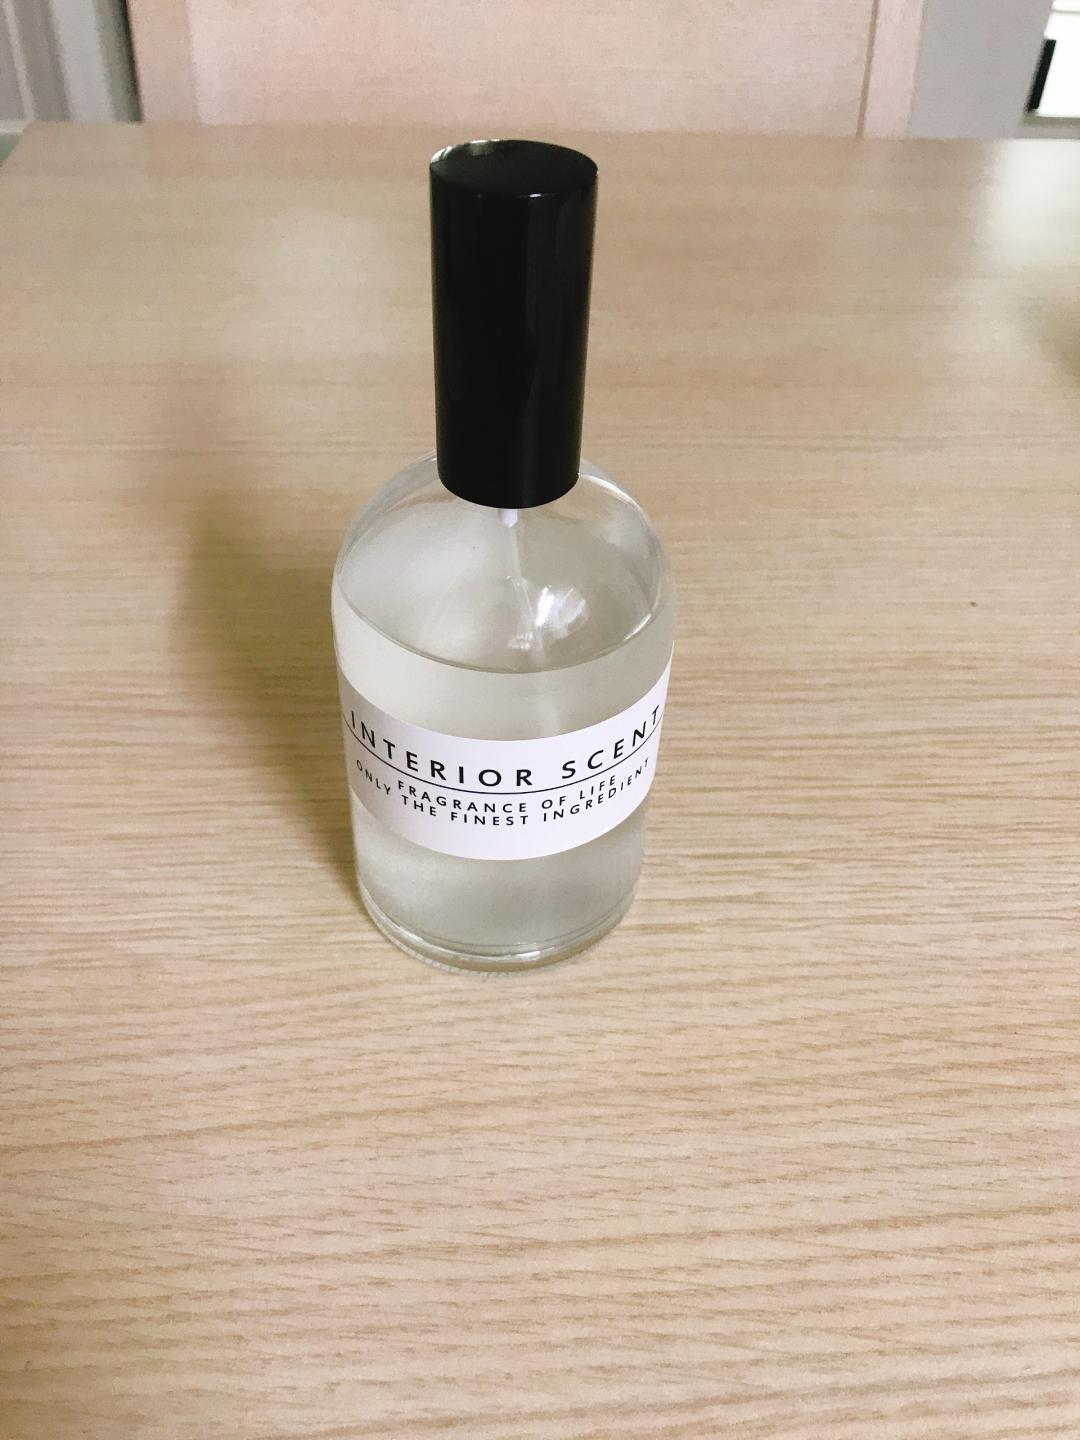 INTERIOR SCENT
FRAGRANCE OF LIFE
ONLY THE FINEST INGREDIENT